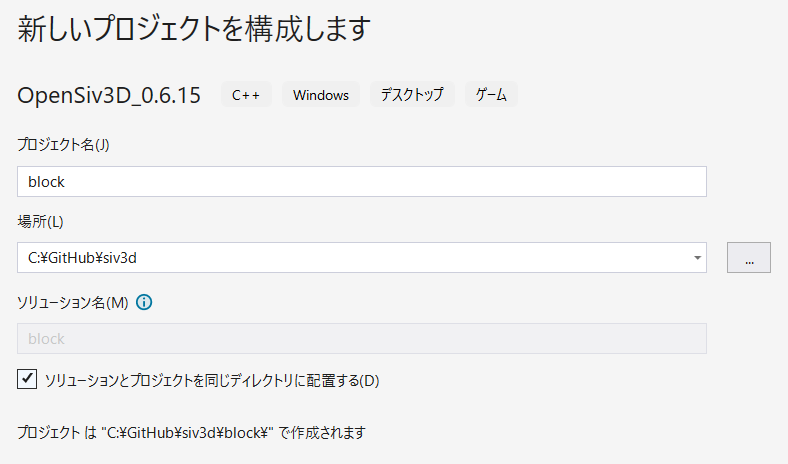 新しいプロジェクトを構成します
OpenSiv3D_0.6.15 C++ Windows デスクトップ ゲーム
プロジェクト名(J)
block
場所(L)
C:¥GitHub¥siv3d ...
ソリューション名(M)
block
ソリューションとプロジェクトを同じディレクトリに配置する(D)
プロジェクト は "C:¥GitHub¥siv3d¥block¥" で作成されます